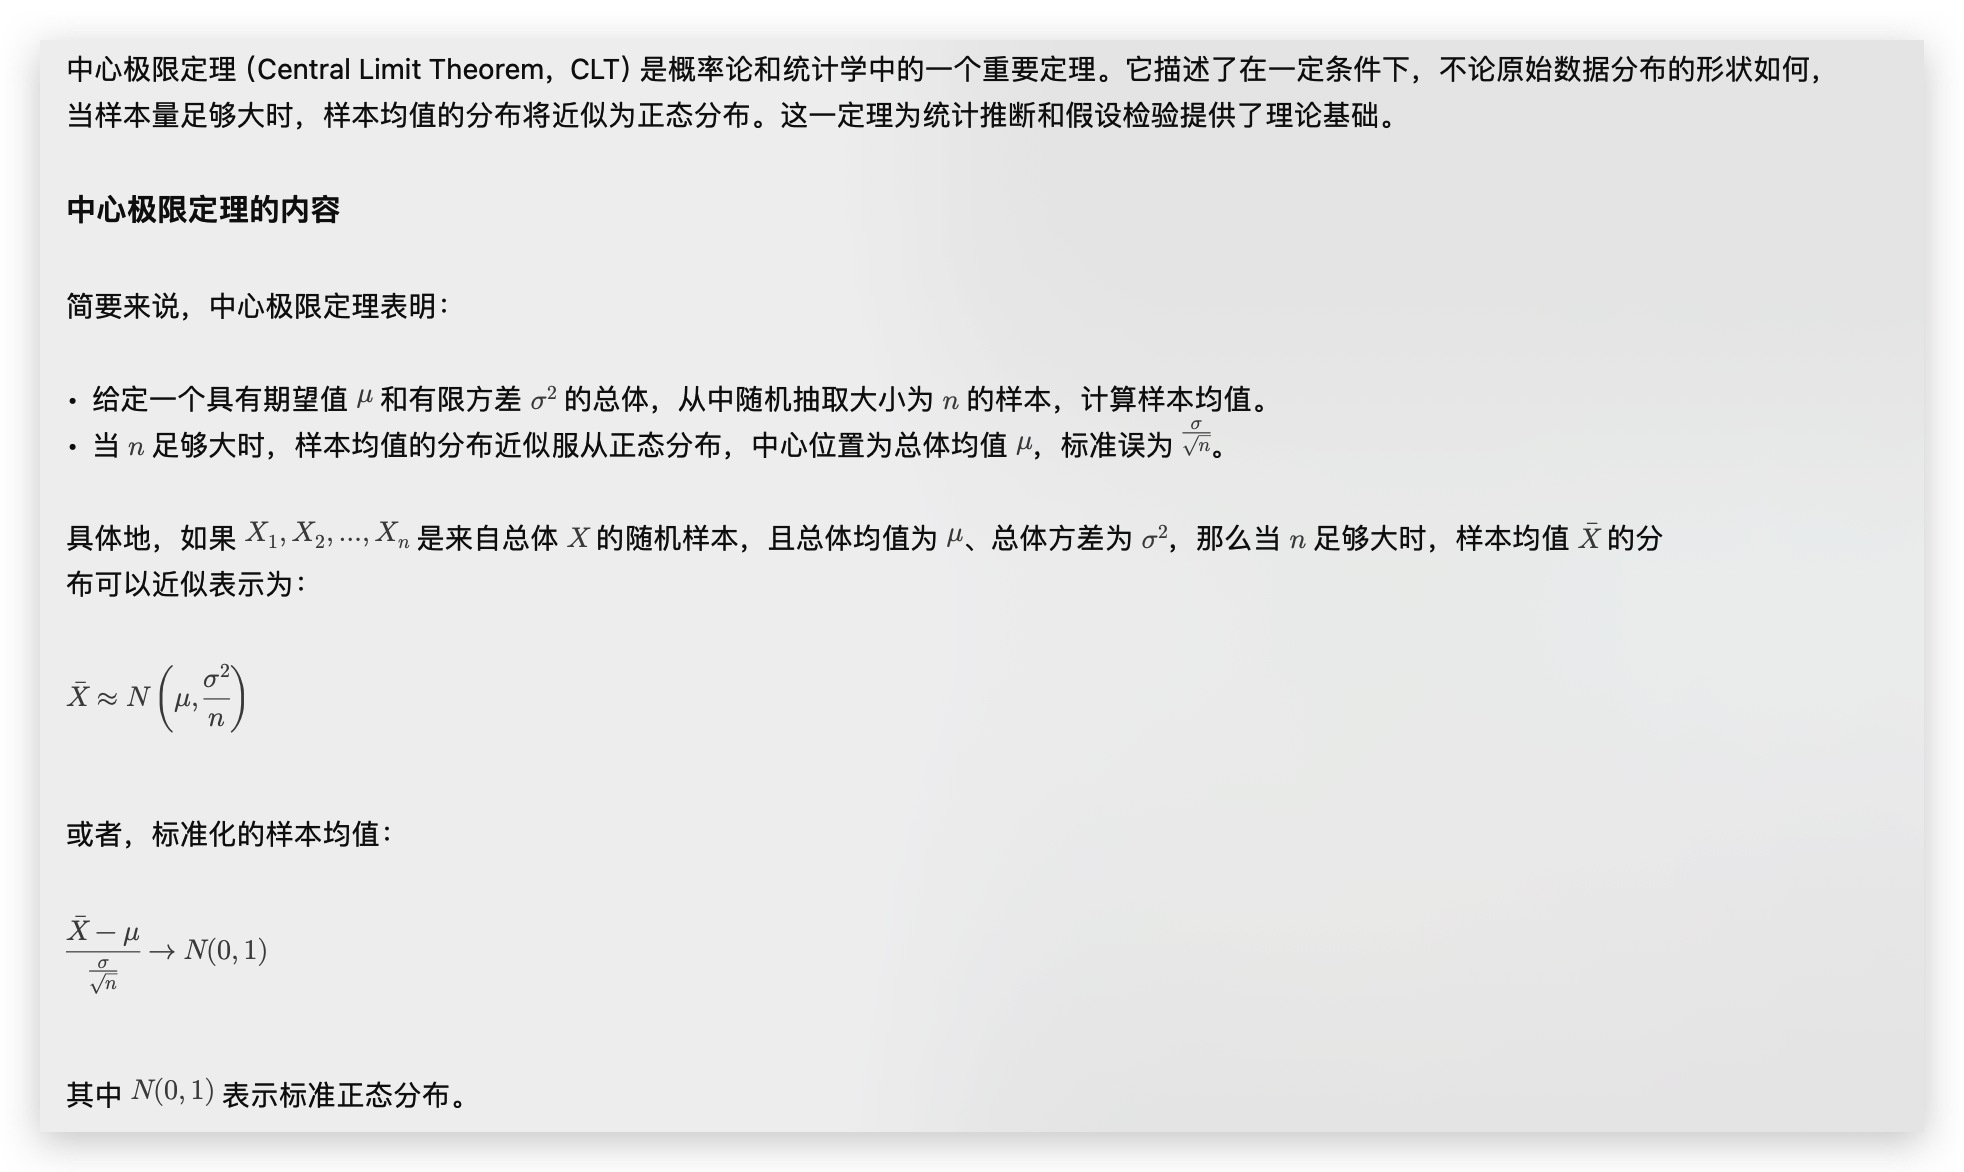 中心极限定理 (Central Limit Theorem，CLT) 是概率论和统计学中的一个重要定理。它描述了在一定条件下，不论原始数据分布的形状如何，
当样本量足够大时，样本均值的分布将近似为正态分布。这一定理为统计推断和假设检验提供了理论基础。
中心极限定理的内容
简要来说，中心极限定理表明：
• 给定一个具有期望值 $\mu$ 和有限方差 $\sigma^2$ 的总体，从中随机抽取大小为 $n$ 的样本，计算样本均值。
• 当 $n$ 足够大时，样本均值的分布近似服从正态分布，中心位置为总体均值 $\mu$，标准误为 $\frac{\sigma}{\sqrt{n}}$。
具体地，如果 $X_1, X_2, ..., X_n$ 是来自总体 $X$ 的随机样本，且总体均值为 $\mu$、总体方差为 $\sigma^2$，那么当 $n$ 足够大时，样本均值 $\bar{X}$ 的分
布可以近似表示为：
$\bar{X} \approx N\left(\mu, \frac{\sigma^2}{n}\right)$
或者，标准化的样本均值：
$\frac{\bar{X} - \mu}{\frac{\sigma}{\sqrt{n}}} \to N(0, 1)$
其中 $N(0, 1)$ 表示标准正态分布。